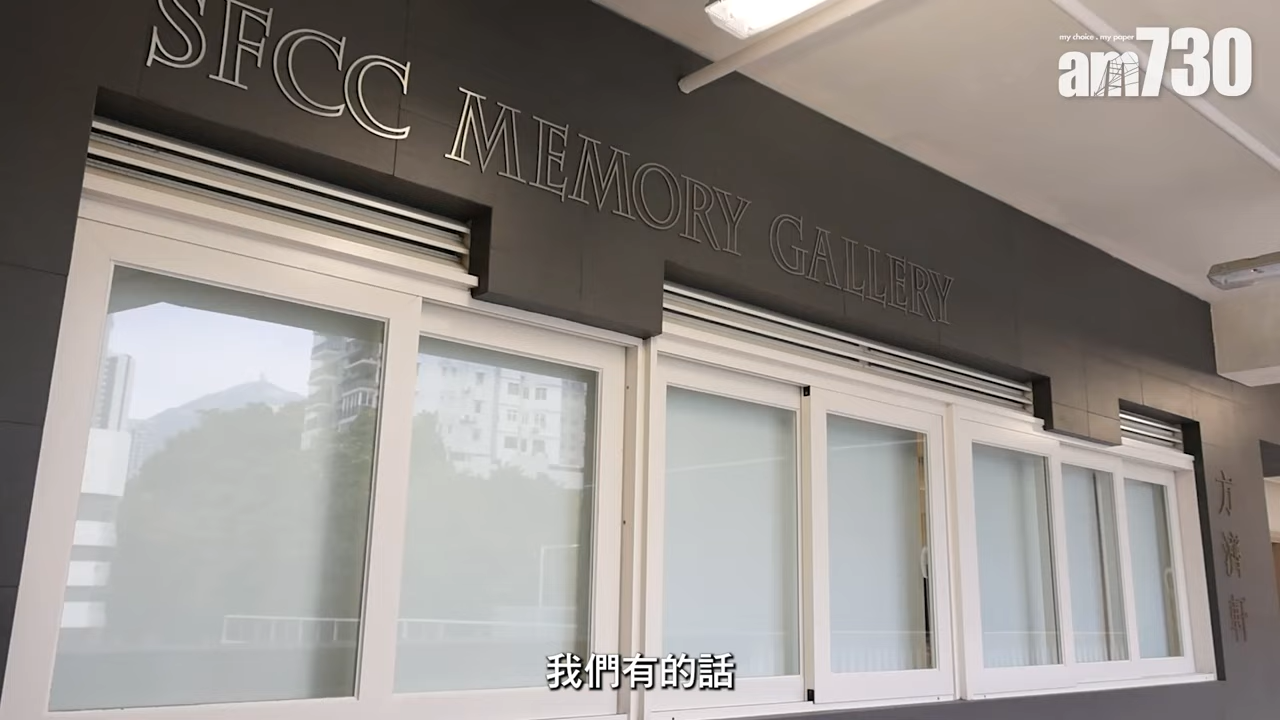 my choice . my paper
am730
SFCC MEMORY GALLERY
方濟軒
我們有的話